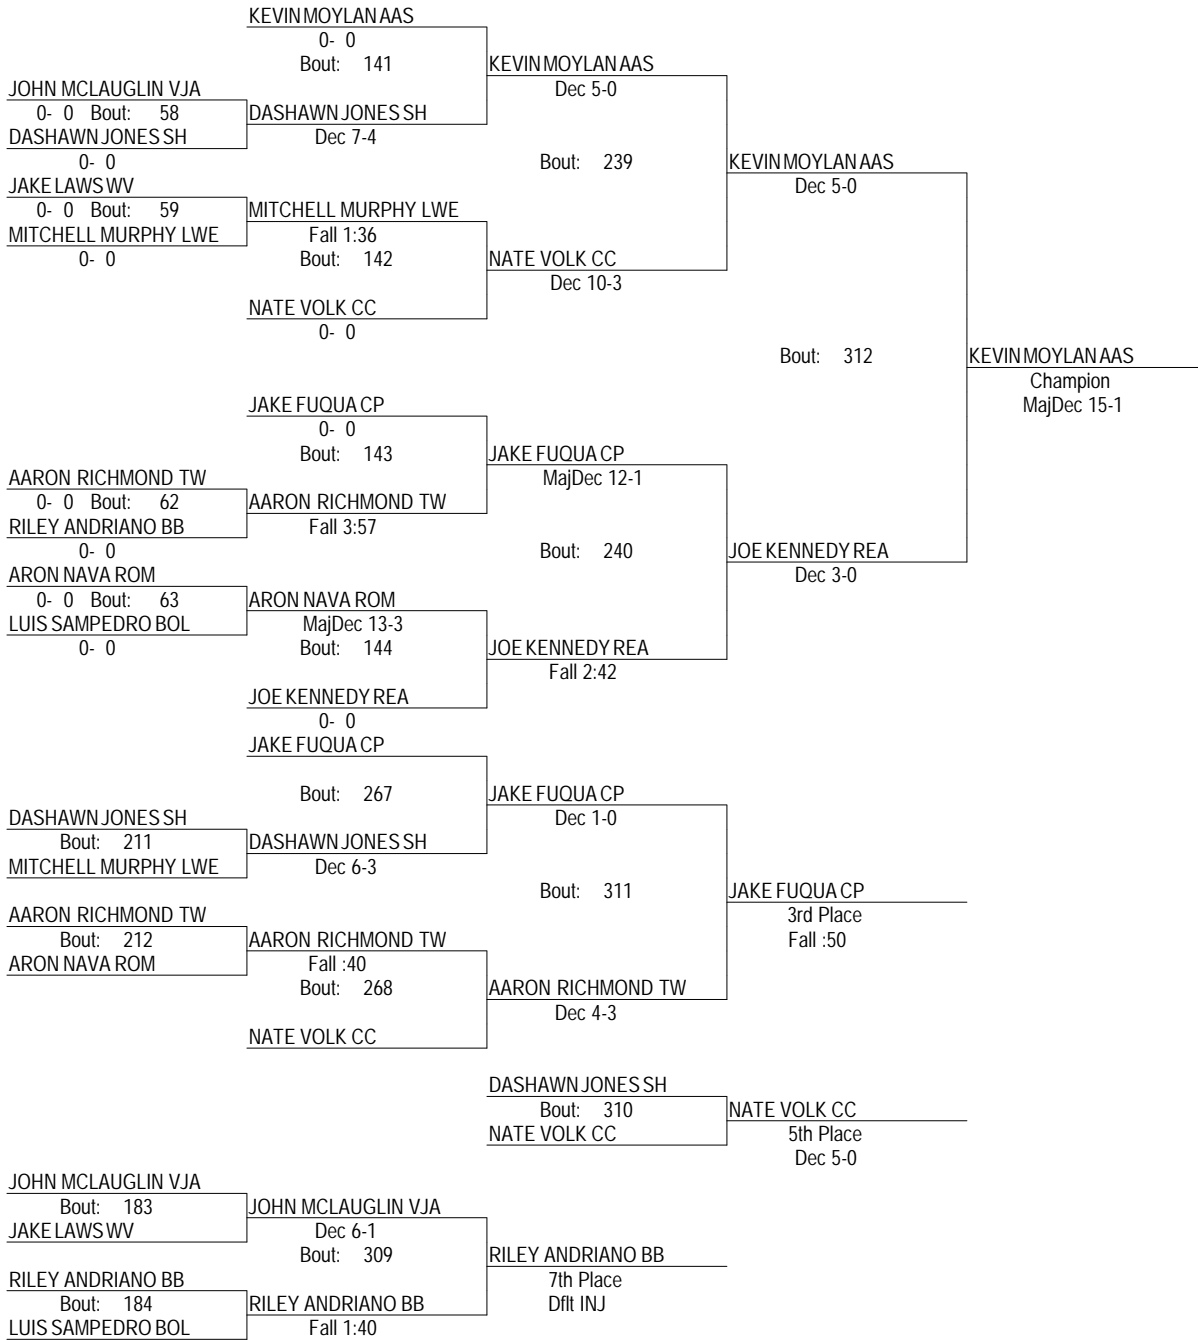 KEVIN MOYLAN AAS
0- 0
Bout: 141
KEVIN MOYLAN AAS
Dec 5-0
JOHN MCLAUGLIN VJA
0- 0 Bout: 58
DASHAWN JONES SH
DASHAWN JONES SH
Dec 7-4
0- 0
Bout: 239
KEVIN MOYLAN AAS
Dec 5-0
JAKE LAWS WV
0- 0 Bout: 59
MITCHELL MURPHY LWE
MITCHELL MURPHY LWE
Fall 1:36
0- 0
Bout: 142
NATE VOLK CC
Dec 10-3
NATE VOLK CC
0- 0
Bout: 312
KEVIN MOYLAN AAS
Champion
MajDec 15-1
JAKE FUQUA CP
0- 0
Bout: 143
JAKE FUQUA CP
MajDec 12-1
AARON RICHMOND TW
0- 0 Bout: 62
AARON RICHMOND TW
RILEY ANDRIANO BB
Fall 3:57
0- 0
Bout: 240
JOE KENNEDY REA
Dec 3-0
ARON NAVA ROM
0- 0 Bout: 63
ARON NAVA ROM
LUIS SAMPEDRO BOL
MajDec 13-3
0- 0
Bout: 144
JOE KENNEDY REA
Fall 2:42
JOE KENNEDY REA
0- 0
JAKE FUQUA CP
Bout: 267
JAKE FUQUA CP
Dec 1-0
DASHAWN JONES SH
Bout: 211
DASHAWN JONES SH
MITCHELL MURPHY LWE
Dec 6-3
Bout: 311
JAKE FUQUA CP
3rd Place
Fall :50
AARON RICHMOND TW
Bout: 212
AARON RICHMOND TW
ARON NAVA ROM
Fall :40
Bout: 268
AARON RICHMOND TW
Dec 4-3
NATE VOLK CC
DASHAWN JONES SH
Bout: 310
NATE VOLK CC
NATE VOLK CC
5th Place
Dec 5-0
JOHN MCLAUGLIN VJA
Bout: 183
JOHN MCLAUGLIN VJA
JAKE LAWS WV
Dec 6-1
Bout: 309
RILEY ANDRIANO BB
7th Place
Dflt INJ
RILEY ANDRIANO BB
Bout: 184
RILEY ANDRIANO BB
LUIS SAMPEDRO BOL
Fall 1:40